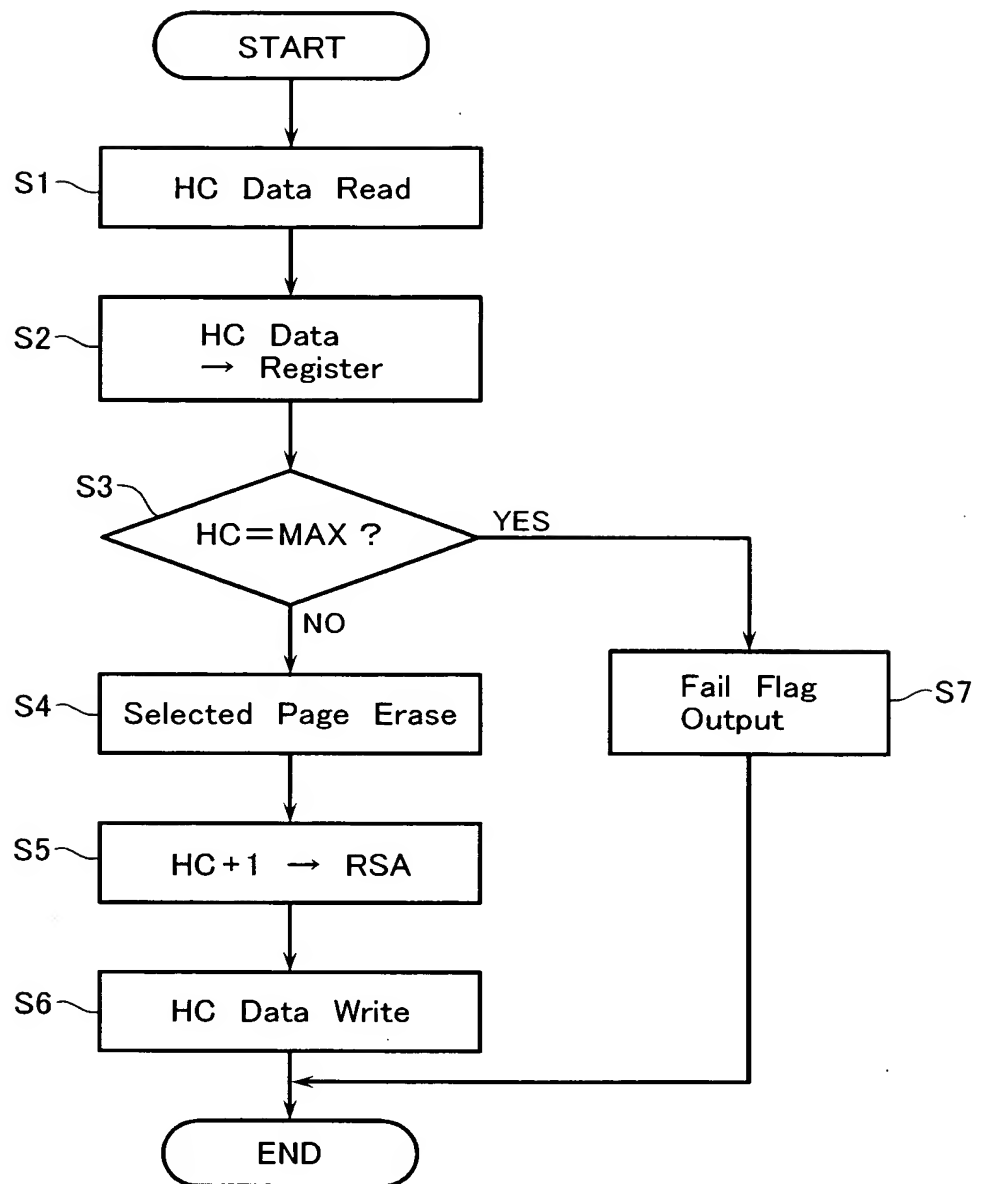 START
S1
HC Data Read
S2
HC Data
→ Register
S3
HC=MAX ?
YES
NO
S4
Selected Page Erase
Fail Flag
Output
S7
S5
HC+1 → RSA
S6
HC Data Write
END